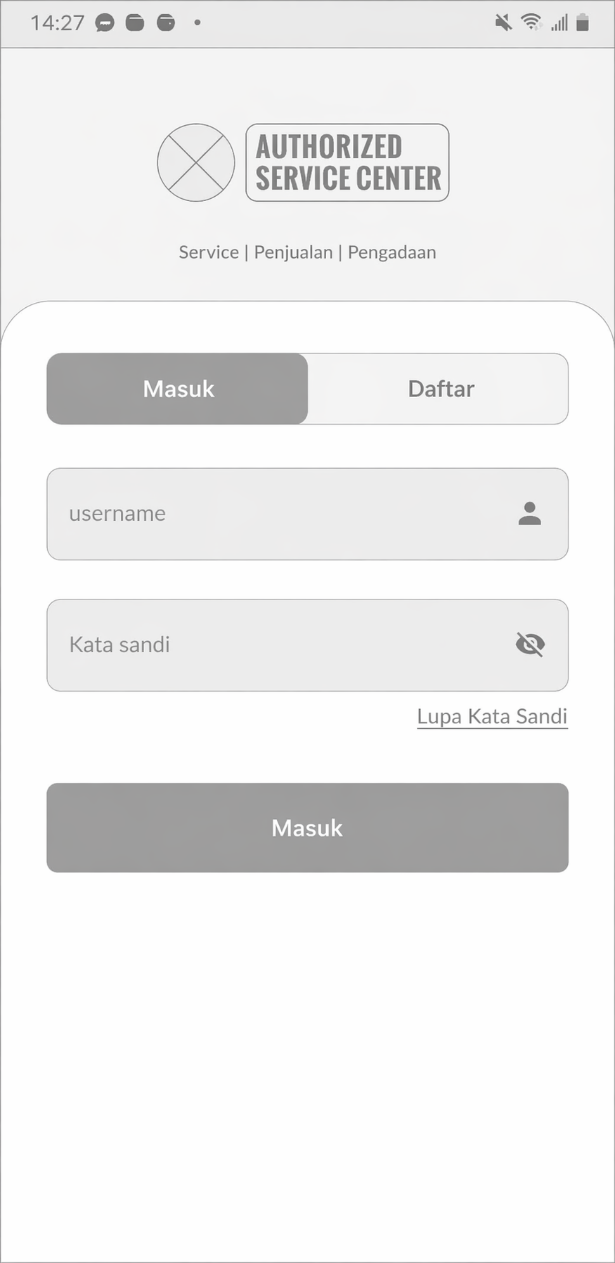 14:27
AUTHORIZED
SERVICE CENTER
Service | Penjualan | Pengadaan
Masuk
Daftar
username
Kata sandi
Lupa Kata Sandi
Masuk